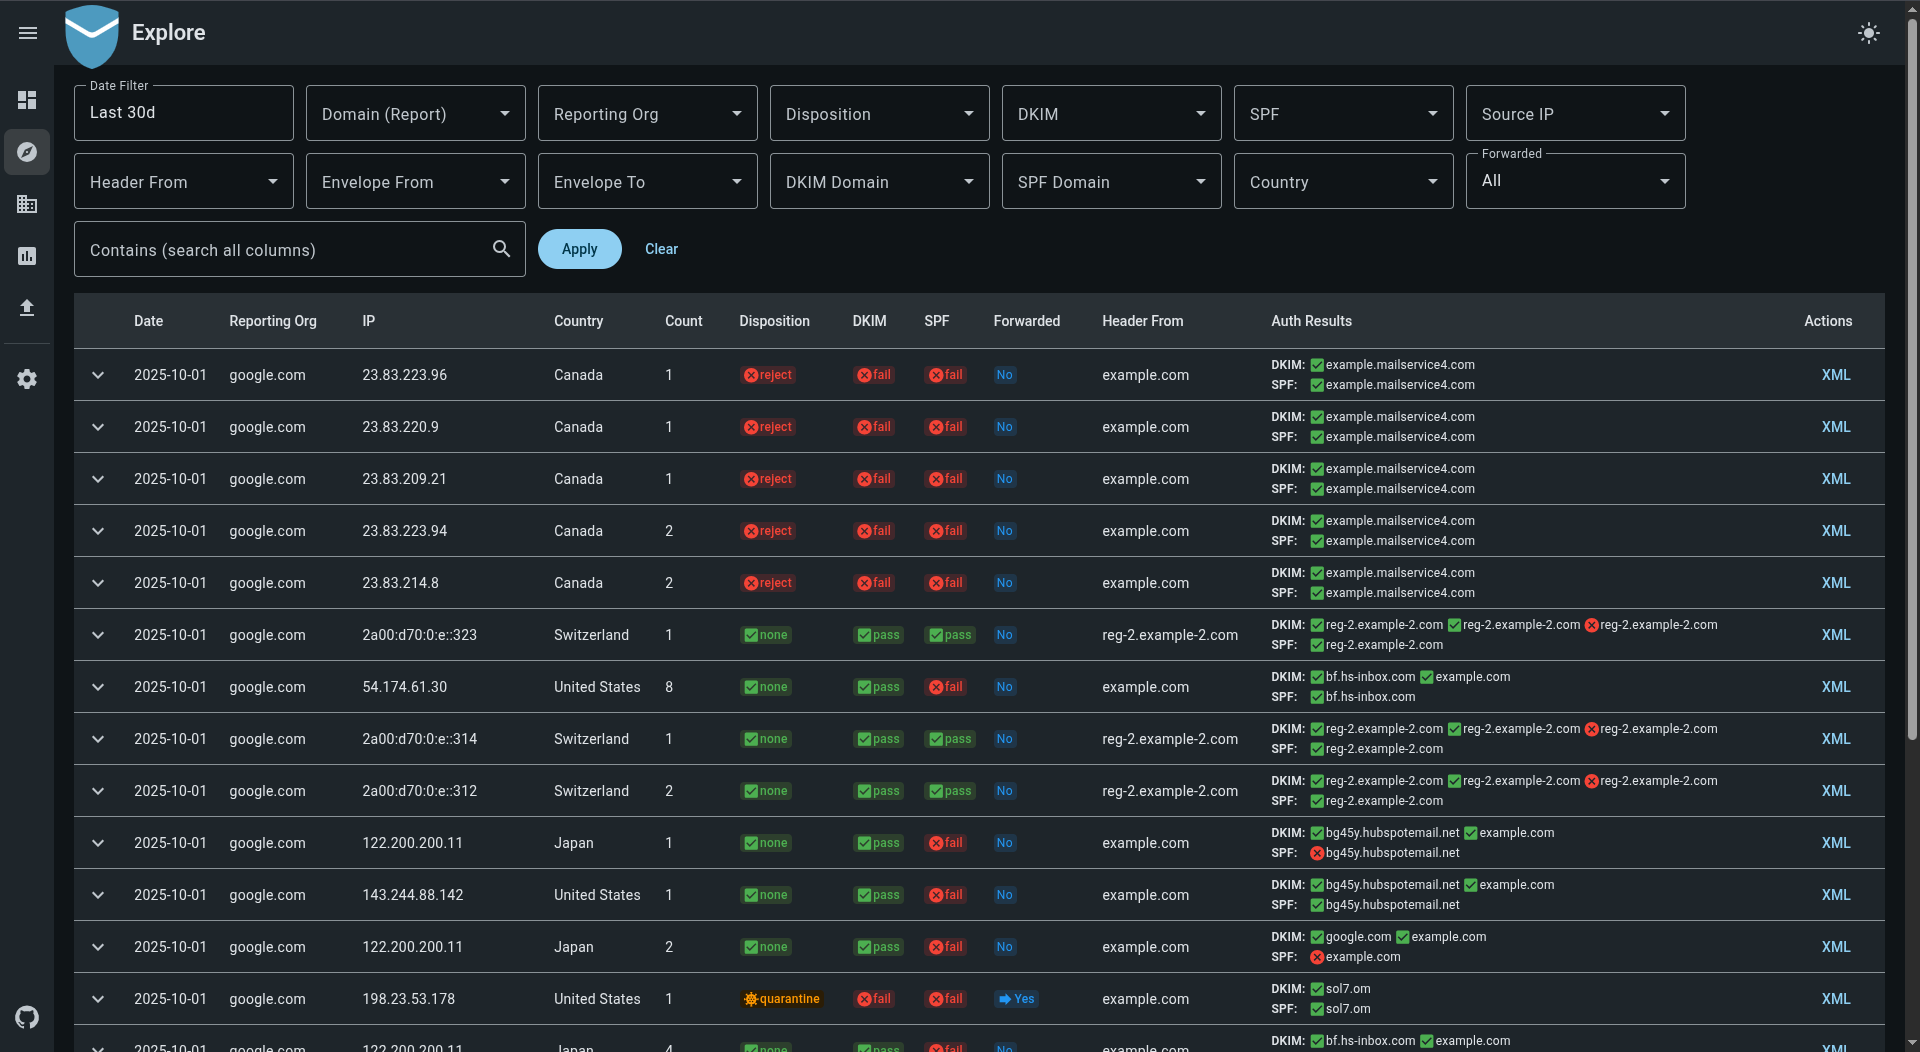 Explore
Date Filter
Last 30d
Domain (Report)
Reporting Org
Disposition
DKIM
SPF
Source IP
Header From
Envelope From
Envelope To
DKIM Domain
SPF Domain
Country
Forwarded
All
Contains (search all columns)
Apply
Clear
Date Reporting Org IP Country Count Disposition DKIM SPF Forwarded Header From Auth Results Actions
2025-10-01 google.com 23.83.223.96 Canada 1 reject fail fail No example.com DKIM: example.mailservice4.com XML
SPF: example.mailservice4.com
2025-10-01 google.com 23.83.220.9 Canada 1 reject fail fail No example.com DKIM: example.mailservice4.com XML
SPF: example.mailservice4.com
2025-10-01 google.com 23.83.209.21 Canada 1 reject fail fail No example.com DKIM: example.mailservice4.com XML
SPF: example.mailservice4.com
2025-10-01 google.com 23.83.223.94 Canada 2 reject fail fail No example.com DKIM: example.mailservice4.com XML
SPF: example.mailservice4.com
2025-10-01 google.com 23.83.214.8 Canada 2 reject fail fail No example.com DKIM: example.mailservice4.com XML
SPF: example.mailservice4.com
2025-10-01 google.com 2a00:d70:0:e::323 Switzerland 1 none pass pass No reg-2.example-2.com DKIM: reg-2.example-2.com reg-2.example-2.com reg-2.example-2.com XML
SPF: reg-2.example-2.com
2025-10-01 google.com 54.174.61.30 United States 8 none pass fail No example.com DKIM: bf.hs-inbox.com example.com XML
SPF: bf.hs-inbox.com
2025-10-01 google.com 2a00:d70:0:e::314 Switzerland 1 none pass pass No reg-2.example-2.com DKIM: reg-2.example-2.com reg-2.example-2.com reg-2.example-2.com XML
SPF: reg-2.example-2.com
2025-10-01 google.com 2a00:d70:0:e::312 Switzerland 2 none pass pass No reg-2.example-2.com DKIM: reg-2.example-2.com reg-2.example-2.com reg-2.example-2.com XML
SPF: reg-2.example-2.com
2025-10-01 google.com 122.200.200.11 Japan 1 none pass fail No example.com DKIM: bg45y.hubspotemail.net example.com XML
SPF: bg45y.hubspotemail.net
2025-10-01 google.com 143.244.88.142 United States 1 none pass fail No example.com DKIM: bg45y.hubspotemail.net example.com XML
SPF: bg45y.hubspotemail.net
2025-10-01 google.com 122.200.200.11 Japan 2 none pass fail No example.com DKIM: google.com example.com XML
SPF: example.com
2025-10-01 google.com 198.23.53.178 United States 1 quarantine fail fail Yes example.com DKIM: sol7.om XML
SPF: sol7.om
2025-10-01 google.com 122.200.200.11 Japan 4 none pass fail No example.com DKIM: bf.hs-inbox.com example.com XML